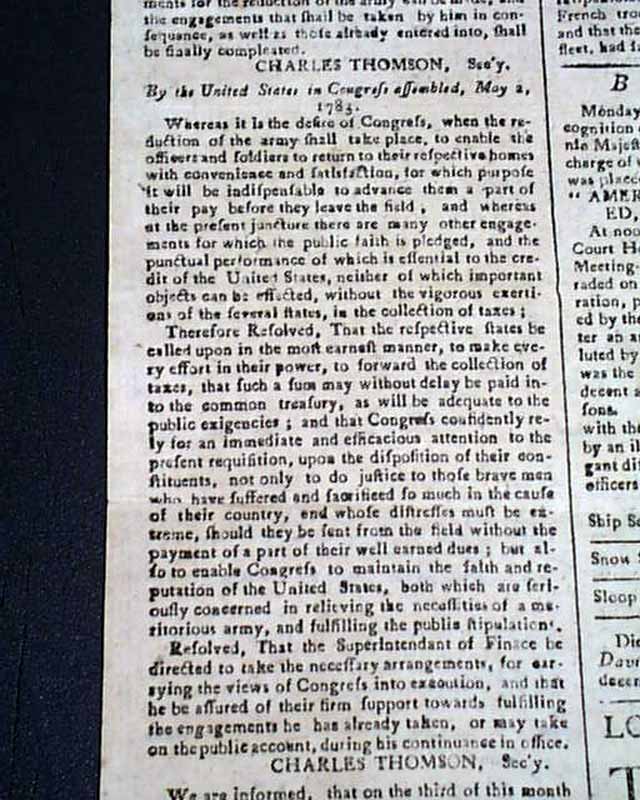 ments for the reduction of the army can be made, and
the engagements that ſhall be taken by him in con-
ſequance, as well as thoſe already entered into, ſhall
be finally compleated.
CHARLES THOMSON, Sec'y.
By the United States in Congreſs aſſembled, May 2,
1783.
Whereas it is the deſire of Congreſs, when the re-
duction of the army ſhall take place, to enable the
officers and ſoldiers to return to their reſpective homes
with convenience and ſatisfaction, for which purpoſe
it will be indiſpenſable to advance them a part of
their pay before they leave the field, and whereas
at the preſent juncture there are many other engage-
ments for which the public faith is pledged, and the
punctual performance of which is eſſential to the cre-
dit of the United States, neither of which important
objects can be effected, without the vigorous exerti-
ons of the ſeveral ſtates, in the collection of taxes;
Therefore Reſolved, That the reſpective ſtates be
called upon in the moſt earneſt manner, to make eve-
ry effort in their power, to forward the collection of
taxes, that ſuch a ſum may without delay be paid in-
to the common treaſury, as will be adequate to the
public exigencies; and that Congreſs confidently re-
ly for an immediate and efficacious attention to the
preſent requiſition, upon the diſpoſition of their con-
ſtituents, not only to do juſtice to thoſe brave men
who have ſuffered and ſacrificed ſo much in the cauſe
of their country, and whoſe diſtreſſes muſt be ex-
treme, ſhould they be ſent from the field without the
payment of a part of their well earned dues; but al-
ſo to enable Congreſs to maintain the faith and re-
putation of the United States, both which are ſeri-
ouſly concerned in relieving the neceſſities of a me-
ritorious army, and fulfilling the public ſtipulations.
Reſolved, That the Superintendant of Finace be
directed to take the neceſſary arrangements, for car-
rying the views of Congreſs into execution, and that
he be aſſured of their firm ſupport towards fulfilling
the engagements he has already taken, or may take
on the public account, during his continuance in office.
CHARLES THOMSON, Sec'y.
We are informed, that on the third of this month
French tro
and that the
fleet, had ſ
B
Monday
cognition
nic Majeſt
charge of
was place
"AMER
ED,
At noo
Court Ho
Meeting-
raded on
ration, p
ed by the
ter an a
luted by
was the
decent a
ſons.
with the
by an il
gant diſ
officers
Ship Se
Snow
Sloop
Die
Davi
decen
LO
T